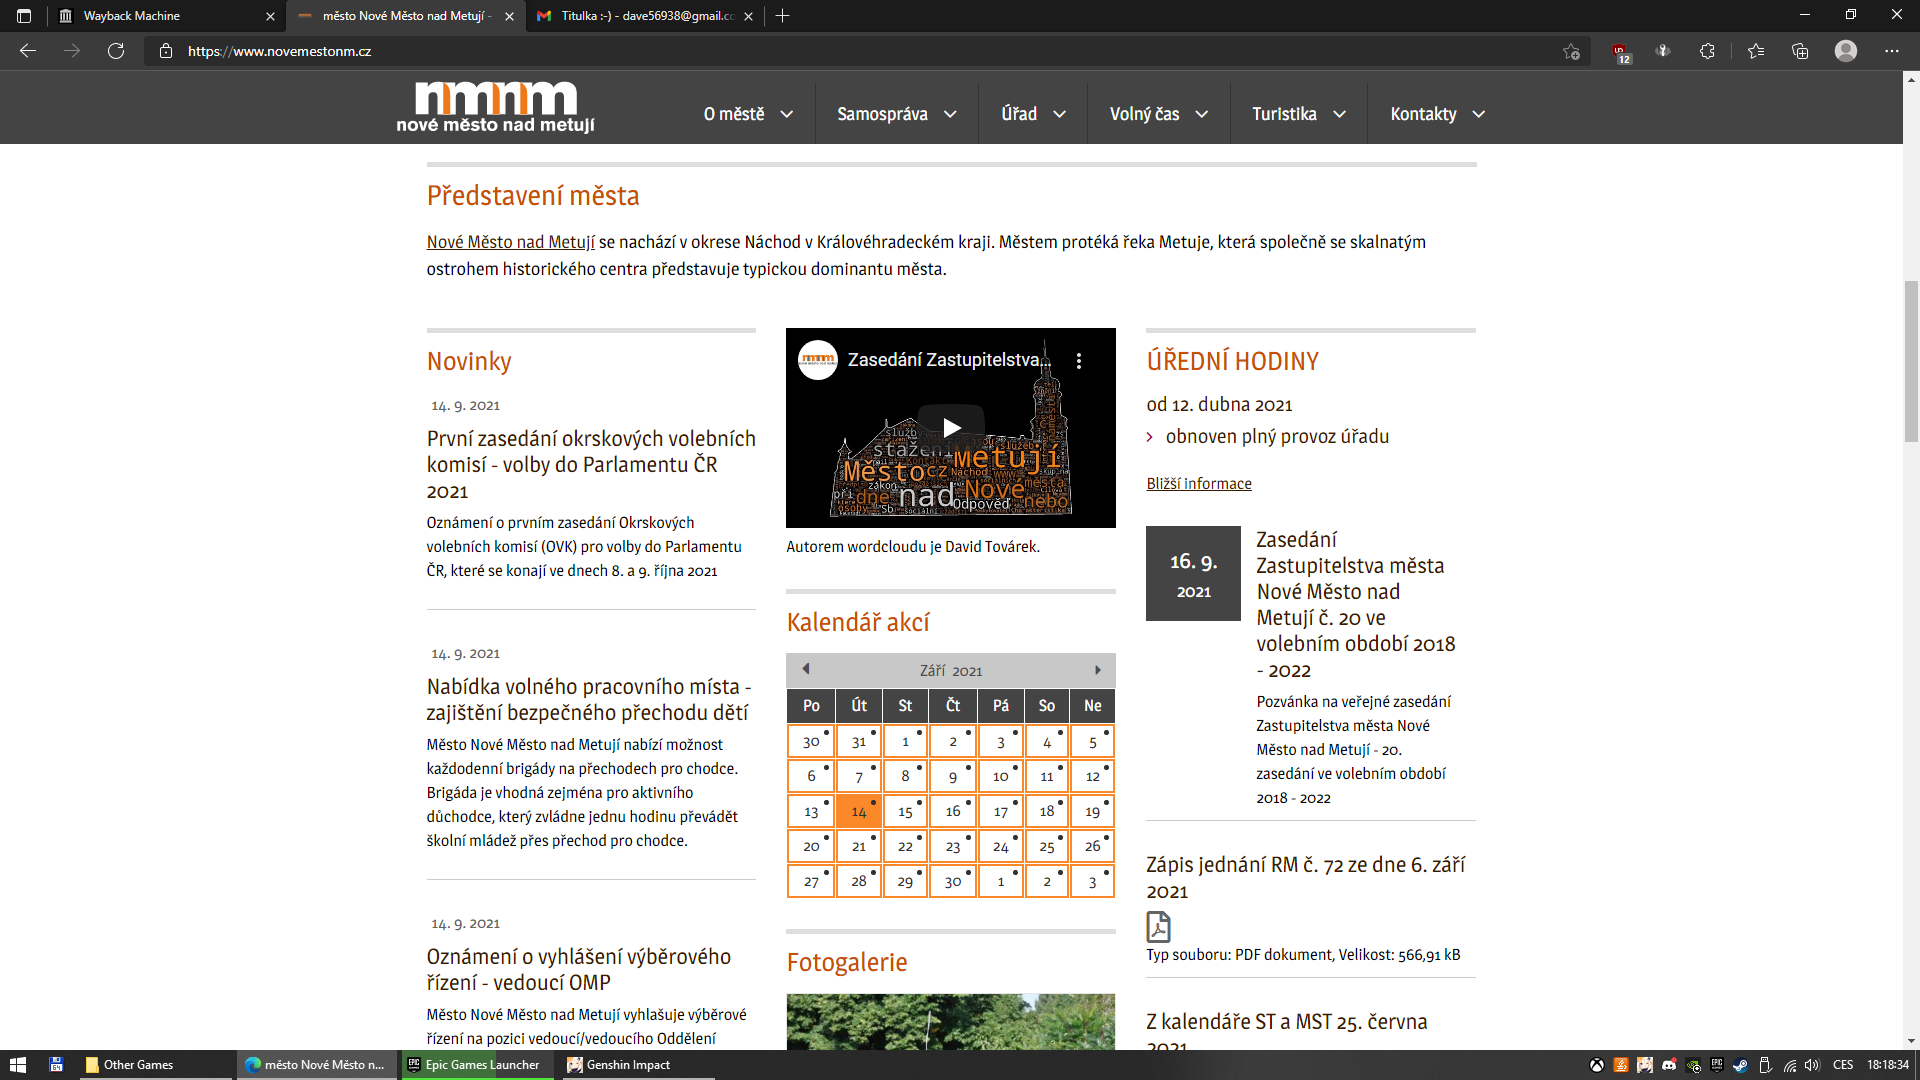 Wayback Machine
město Nové Město nad Metují -
Titulka :-) - dave56938@gmail.co
https://www.novemestonm.cz
12
nmnm
nové město nad metují
O městě
Samospráva
Úřad
Volný čas
Turistika
Kontakty
Představení města
Nové Město nad Metují se nachází v okrese Náchod v Královéhradeckém kraji. Městem protéká řeka Metuje, která společně se skalnatým
ostrohem historického centra představuje typickou dominantu města.
Novinky
14. 9. 2021
První zasedání okrskových volebních
komisí - volby do Parlamentu ČR
2021
Oznámení o prvním zasedání Okrskových
volebních komisí (OVK) pro volby do Parlamentu
ČR, které se konají ve dnech 8. a 9. října 2021
14. 9. 2021
Nabídka volného pracovního místa -
zajištění bezpečného přechodu dětí
Město Nové Město nad Metují nabízí možnost
každodenní brigády na přechodech pro chodce.
Brigáda je vhodná zejména pro aktivního
důchodce, který zvládne jednu hodinu převádět
školní mládež přes přechod pro chodce.
14. 9. 2021
Oznámení o vyhlášení výběrového
řízení - vedoucí OMP
Město Nové Město nad Metují vyhlašuje výběrové
řízení na pozici vedoucí/vedoucího Oddělení
Zasedání Zastupitelstva...
služby
stažení
Metují
Město cz Náchod www města
zákon
při dne nad Nové nebo
osoby Sb sociální Odpověď
Autorem wordcloudu je David Továrek.
Kalendář akcí
Září 2021
Po Út St Čt Pá So Ne
30 31 1 2 3 4 5
6 7 8 9 10 11 12
13 14 15 16 17 18 19
20 21 22 23 24 25 26
27 28 29 30 1 2 3
Fotogalerie
ÚŘEDNÍ HODINY
od 12. dubna 2021
obnoven plný provoz úřadu
Bližší informace
16. 9.
2021
Zasedání
Zastupitelstva města
Nové Město nad
Metují č. 20 ve
volebním období 2018
- 2022
Pozvánka na veřejné zasedání
Zastupitelstva města Nové
Město nad Metují - 20.
zasedání ve volebním období
2018 - 2022
Zápis jednání RM č. 72 ze dne 6. září
2021
Typ souboru: PDF dokument, Velikost: 566,91 kB
Z kalendáře ST a MST 25. června
2021
Other Games
město Nové Město n...
Epic Games Launcher
Genshin Impact
CES
18:18:34